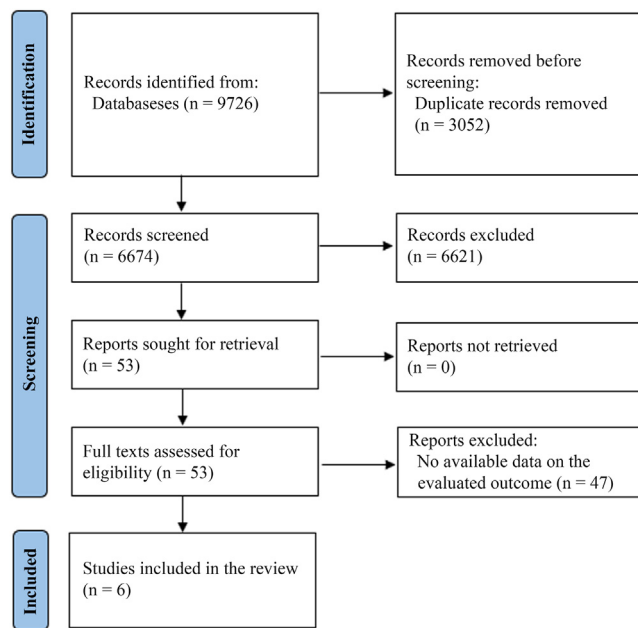 Identification
Records identified from:
Databaseses (n = 9726)
Records removed before
screening:
Duplicate records removed
(n = 3052)
Screening
Records screened
(n = 6674)
Records excluded
(n = 6621)
Reports sought for retrieval
(n = 53)
Reports not retrieved
(n = 0)
Full texts assessed for
eligibility (n = 53)
Reports excluded:
No available data on the
evaluated outcome (n = 47)
Included
Studies included in the review
(n = 6)